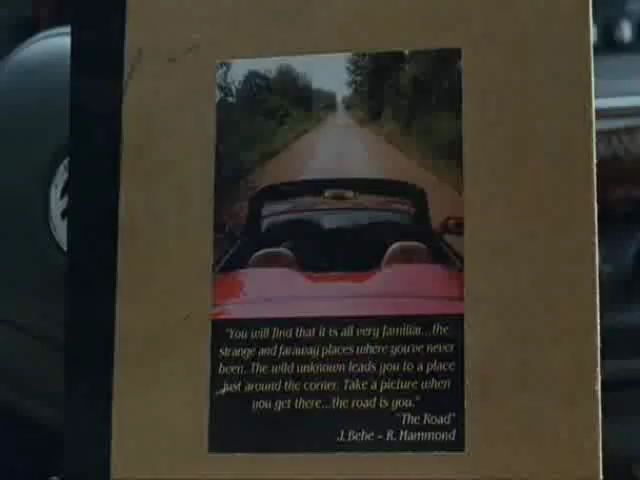 "You will find that it is all very familiar...the
strange and faraway places where you've never
been. The wild unknown leads you to a place
just around the corner. Take a picture when
you get there...the road is you."
"The Road"
J. Bebe - R. Hammond